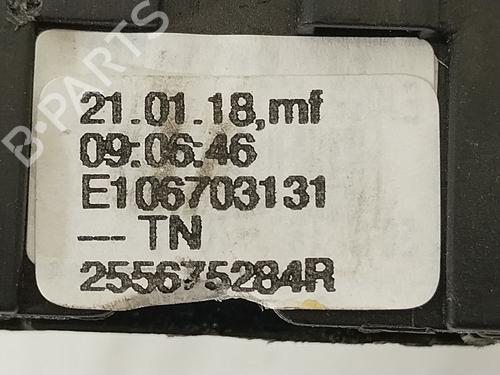 B-PARTS
21.01.18,mf
09:06:46
E106703131
— TN
255675284R